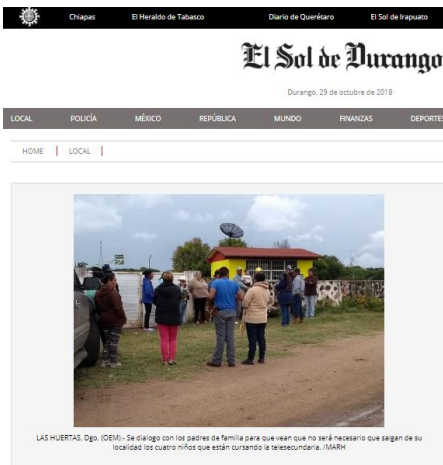 Chiapas El Heraldo de Tabasco Diario de Querétaro El Sol de Irapuato
El Sol de Durango
Durango, 29 de octubre de 2018
LOCAL POLICÍA MÉXICO REPÚBLICA MUNDO FINANZAS DEPORTES
HOME | LOCAL |
LAS HUERTAS, Dgo. (OEM).- Se dialogo con los padres de familia para que vean que no será necesario que salgan de su
localidad los cuatro niños que están cursando la telesecundaria. /MARH